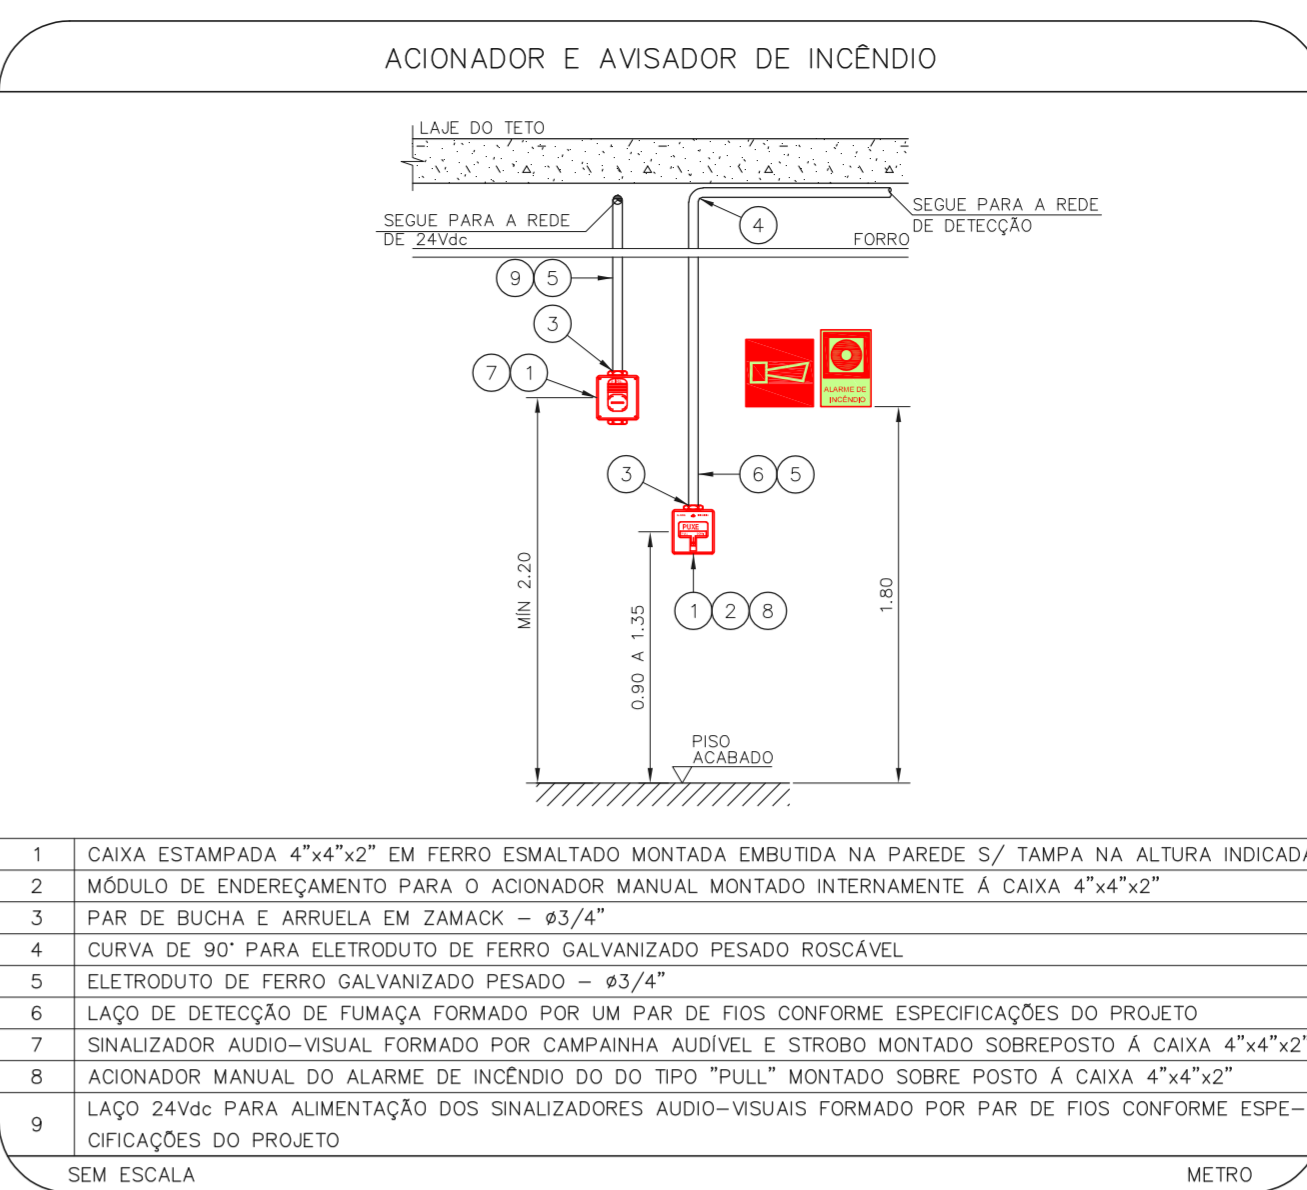 ACIONADOR E AVISADOR DE INCÊNDIO
LAJE DO TETO
SEGUE PARA A REDE
DE 24Vdc
SEGUE PARA A REDE
DE DETECÇÃO
4
FORRO
9 5
3
7 1
ALARME DE
INCÊNDIO
3
6 5
PUXE
MÍN 2.20
0.90 A 1.35
1.80
1 2 8
PISO
ACABADO
1 CAIXA ESTAMPADA 4"x4"x2" EM FERRO ESMALTADO MONTADA EMBUTIDA NA PAREDE S/ TAMPA NA ALTURA INDICADA
2 MÓDULO DE ENDEREÇAMENTO PARA O ACIONADOR MANUAL MONTADO INTERNAMENTE Á CAIXA 4"x4"x2"
3 PAR DE BUCHA E ARRUELA EM ZAMACK – ø3/4"
4 CURVA DE 90° PARA ELETRODUTO DE FERRO GALVANIZADO PESADO ROSCÁVEL
5 ELETRODUTO DE FERRO GALVANIZADO PESADO – ø3/4"
6 LAÇO DE DETECÇÃO DE FUMAÇA FORMADO POR UM PAR DE FIOS CONFORME ESPECIFICAÇÕES DO PROJETO
7 SINALIZADOR AUDIO–VISUAL FORMADO POR CAMPAINHA AUDÍVEL E STROBO MONTADO SOBREPOSTO Á CAIXA 4"x4"x2"
8 ACIONADOR MANUAL DO ALARME DE INCÊNDIO DO DO TIPO "PULL" MONTADO SOBRE POSTO Á CAIXA 4"x4"x2"
9 LAÇO 24Vdc PARA ALIMENTAÇÃO DOS SINALIZADORES AUDIO–VISUAIS FORMADO POR PAR DE FIOS CONFORME ESPE–
CIFICAÇÕES DO PROJETO
SEM ESCALA
METRO